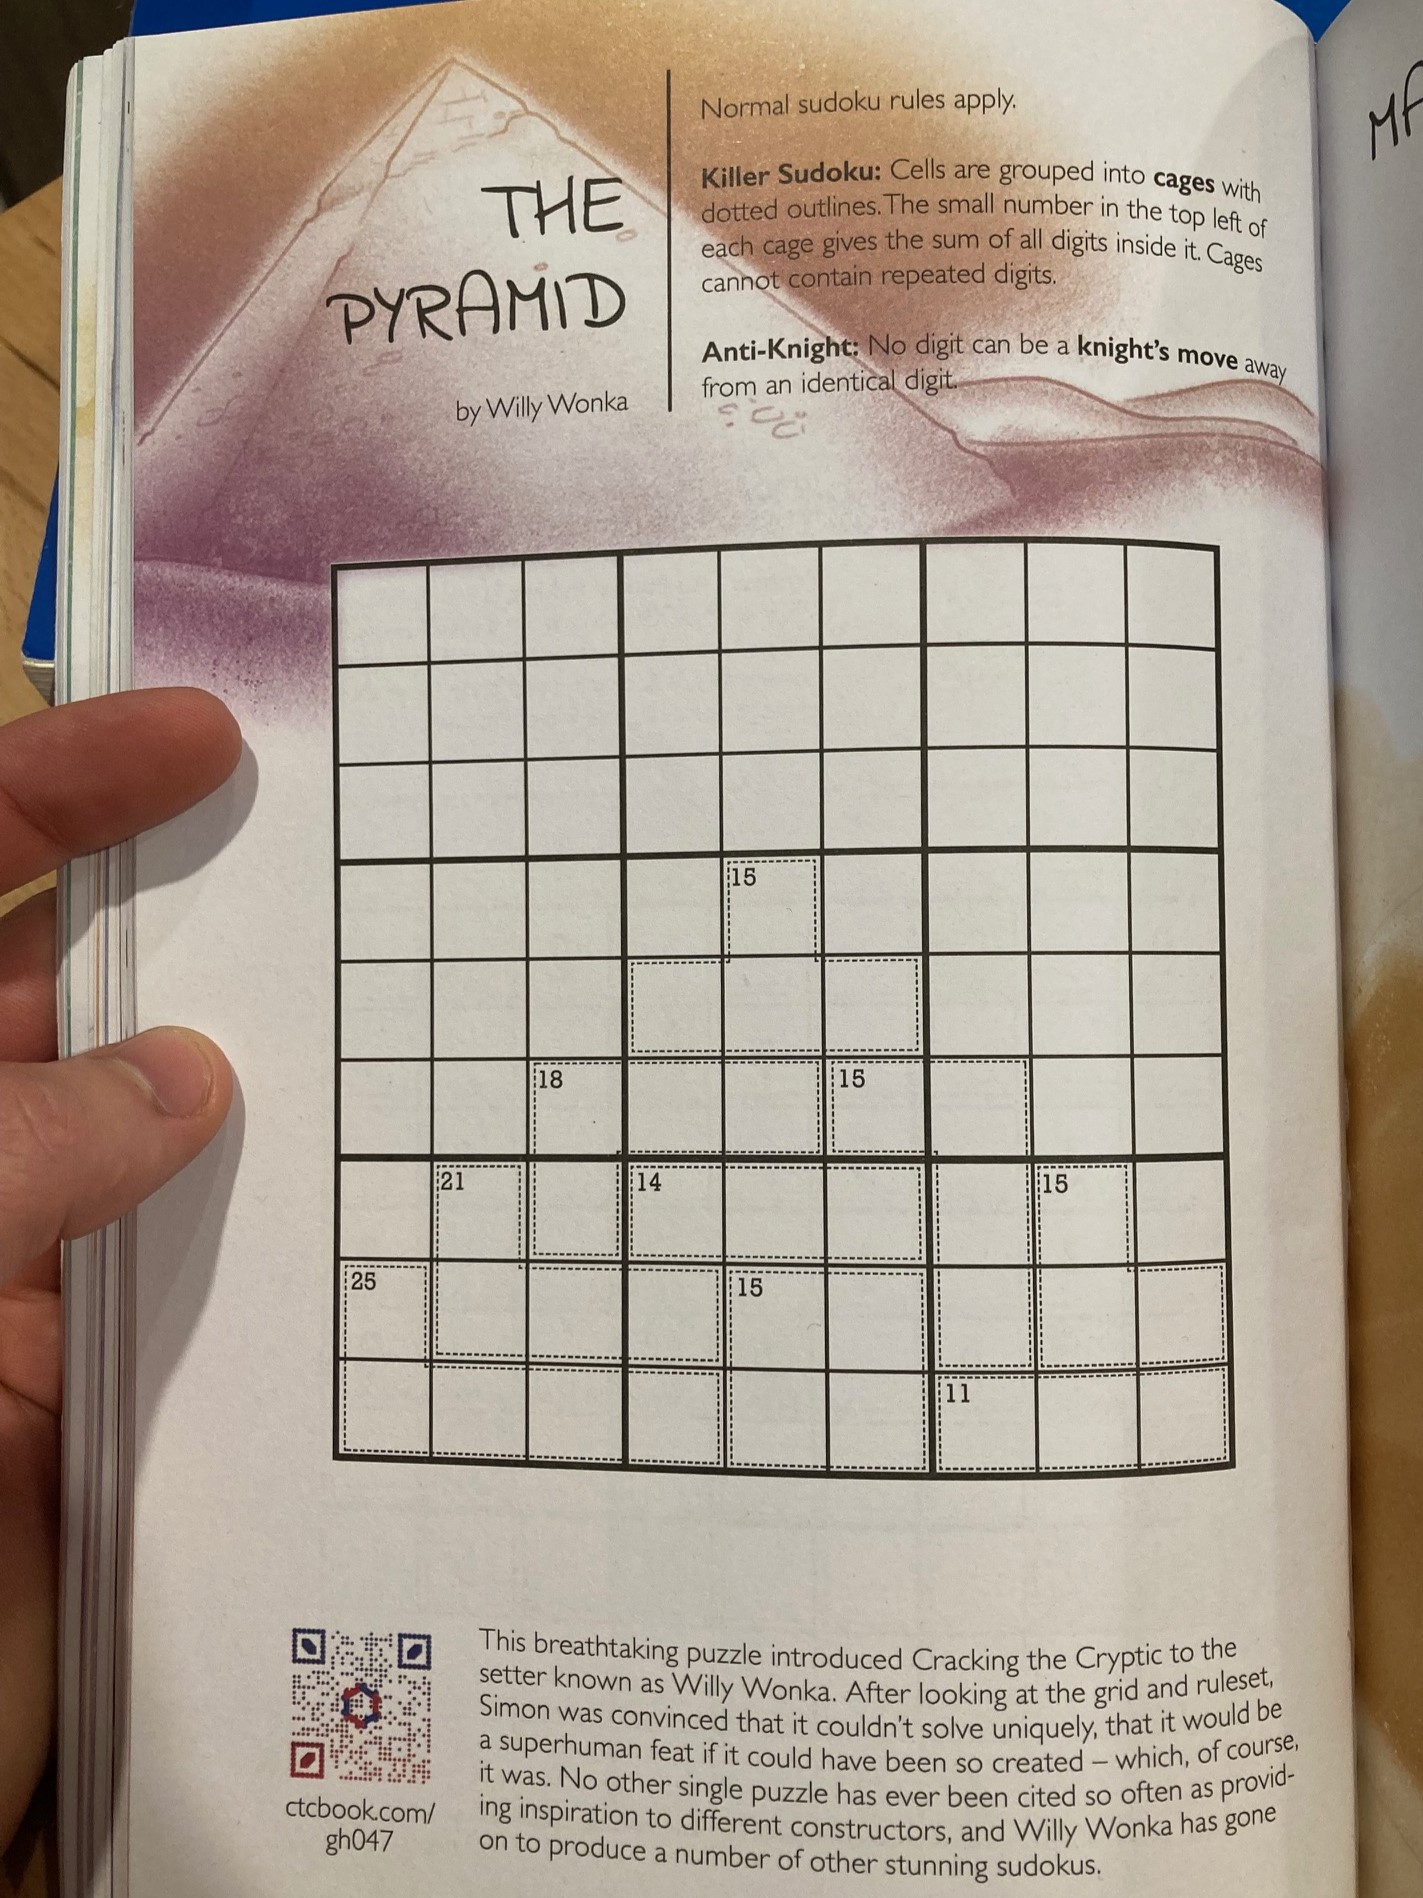 THE
PYRAMID
by Willy Wonka
Normal sudoku rules apply.
Killer Sudoku: Cells are grouped into cages with
dotted outlines. The small number in the top left of
each cage gives the sum of all digits inside it. Cages
cannot contain repeated digits.
Anti-Knight: No digit can be a knight's move away
from an identical digit.
15
18 15
21 14 15
25 15
11
This breathtaking puzzle introduced Cracking the Cryptic to the
setter known as Willy Wonka. After looking at the grid and ruleset,
Simon was convinced that it couldn't solve uniquely, that it would be
a superhuman feat if it could have been so created – which, of course,
it was. No other single puzzle has ever been cited so often as provid-
ing inspiration to different constructors, and Willy Wonka has gone
on to produce a number of other stunning sudokus.
ctcbook.com/
gh047